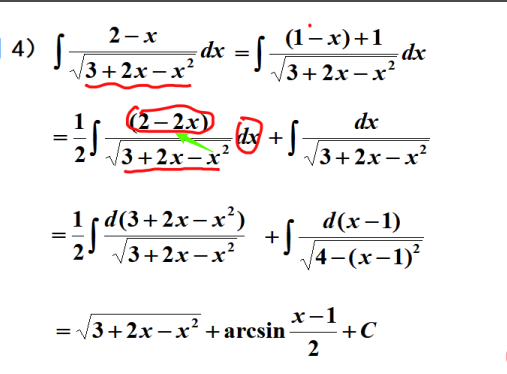 4) ∫ (2−x)/√(3+2x−x²) dx = ∫ ((1−x)+1)/√(3+2x−x²) dx
= 1/2 ∫ (2−2x)/√(3+2x−x²) dx + ∫ dx/√(3+2x−x²)
= 1/2 ∫ d(3+2x−x²)/√(3+2x−x²) + ∫ d(x−1)/√(4−(x−1)²)
= √(3+2x−x²) + arcsin (x−1)/2 + C